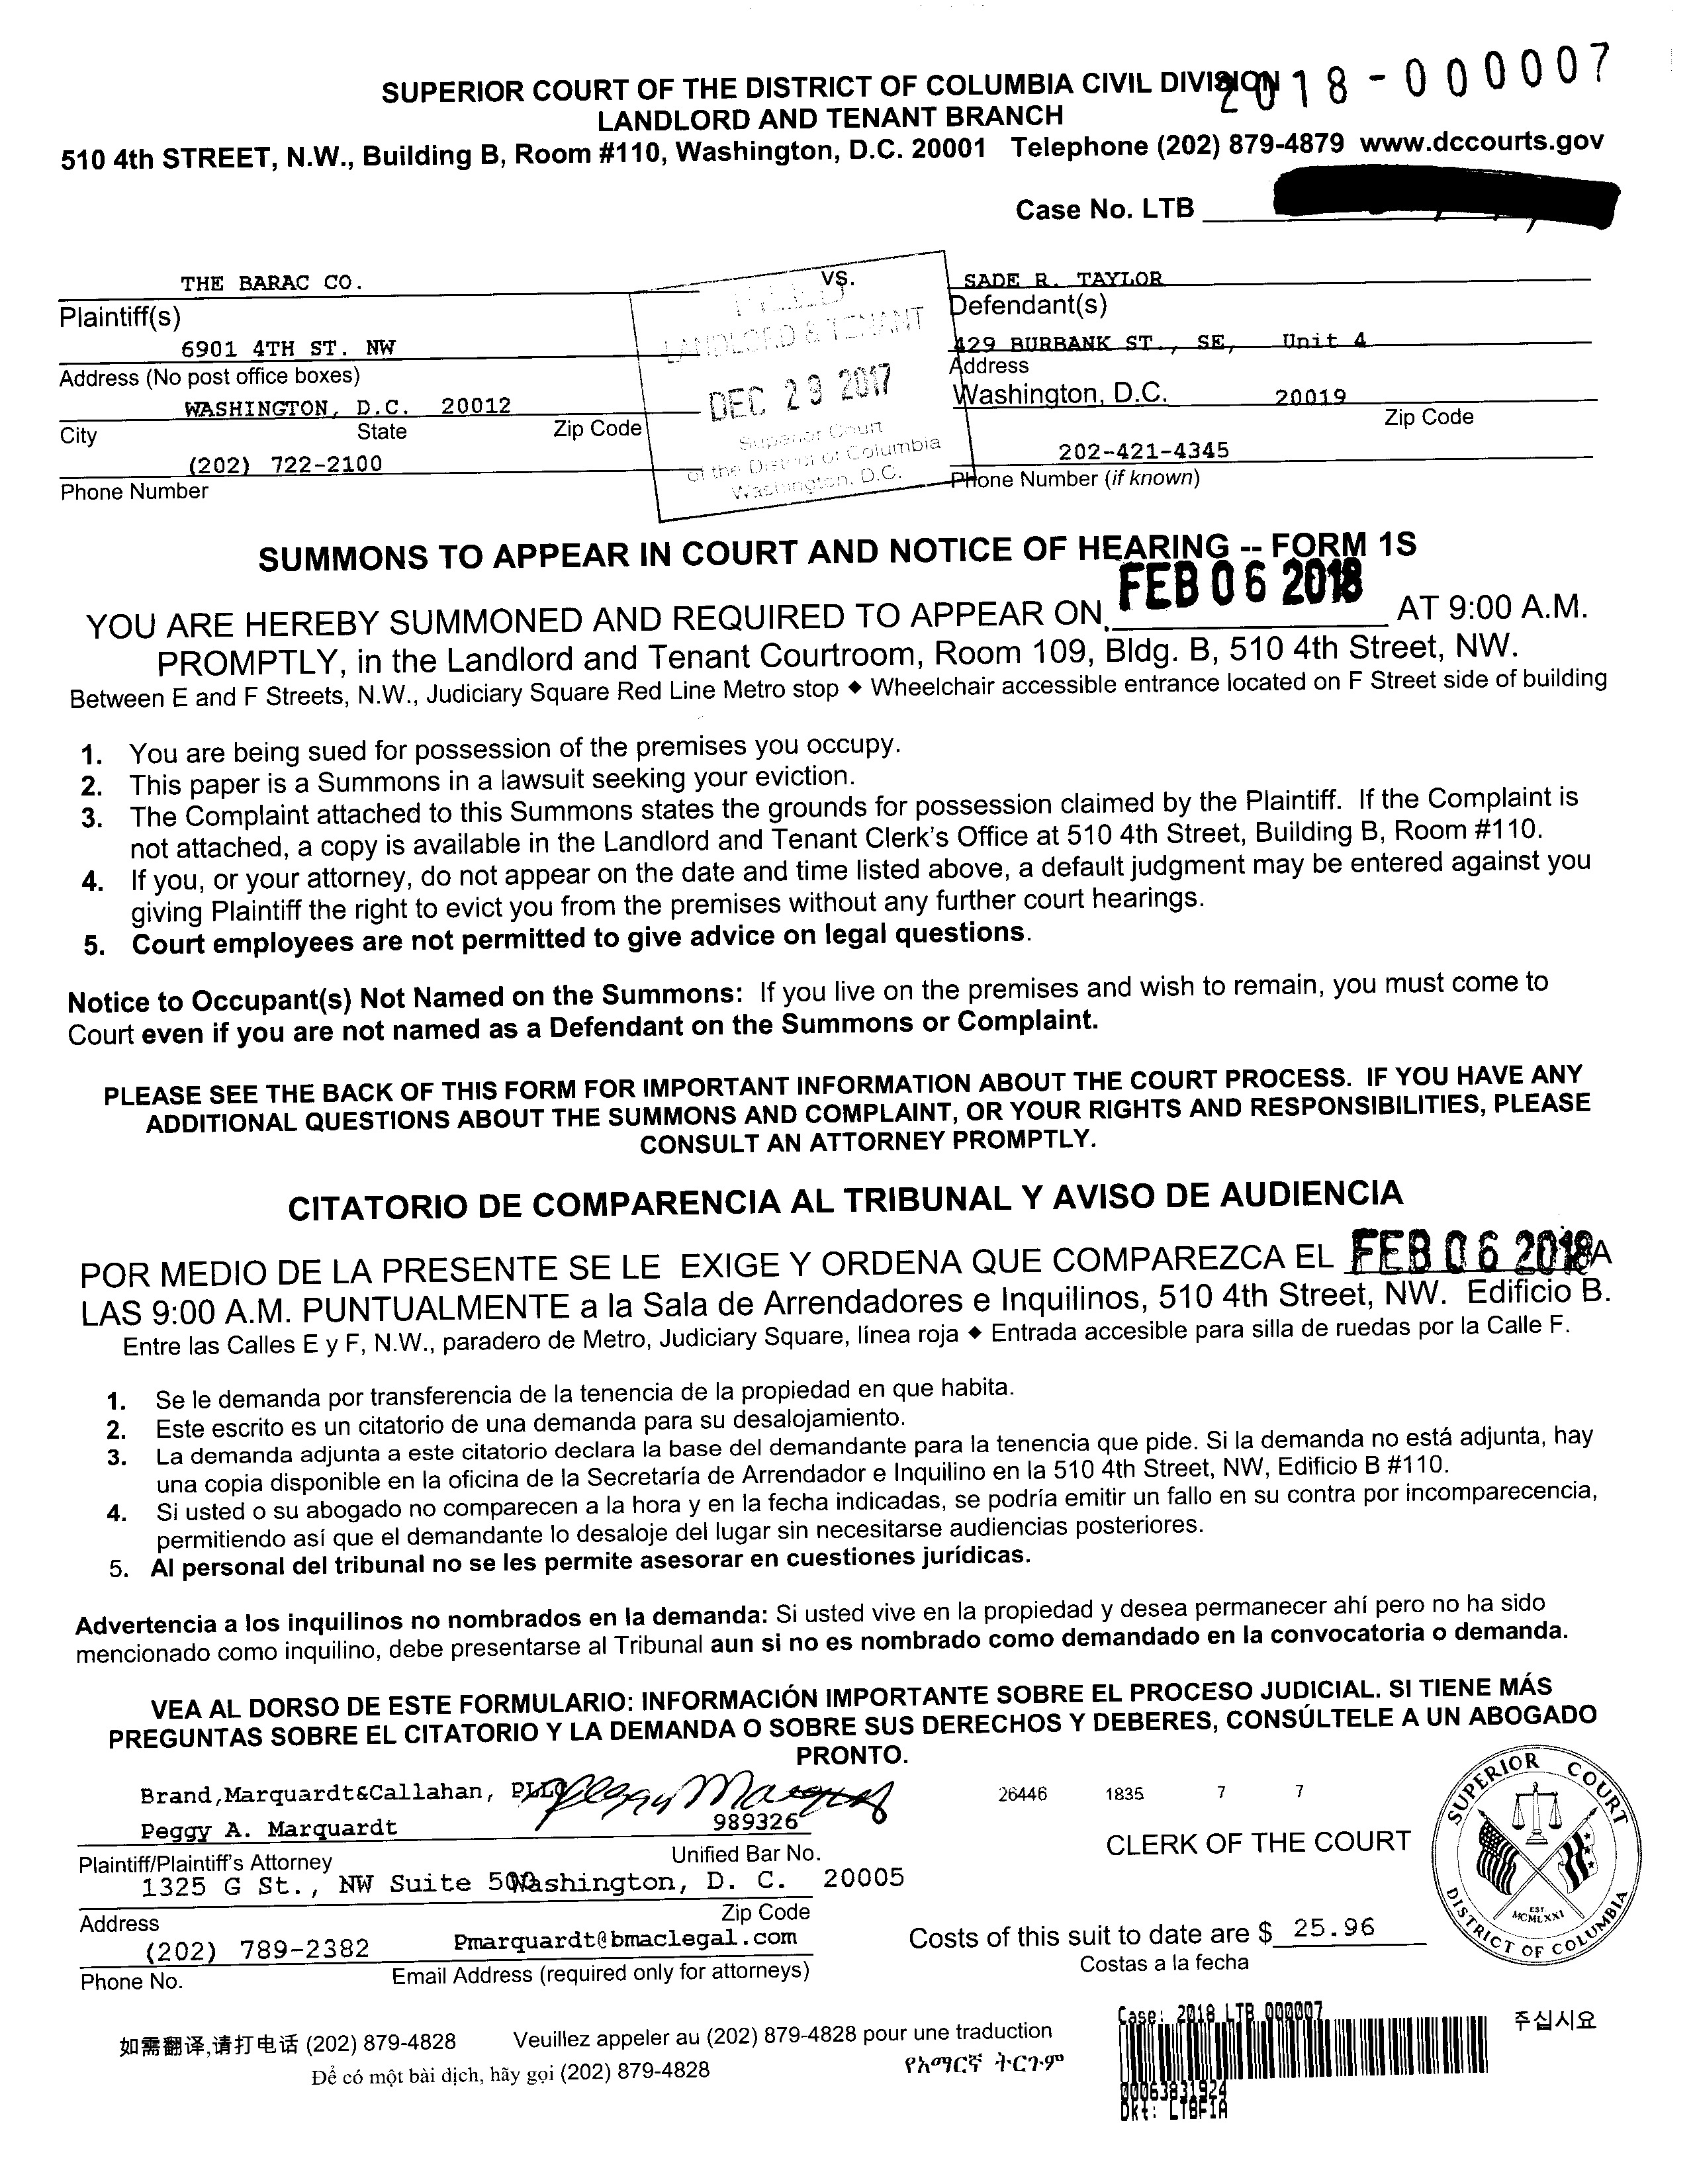 2018-000007
SUPERIOR COURT OF THE DISTRICT OF COLUMBIA CIVIL DIVISION
LANDLORD AND TENANT BRANCH
510 4th STREET, N.W., Building B, Room #110, Washington, D.C. 20001 Telephone (202) 879-4879 www.dccourts.gov
Case No. LTB
THE BARAC CO. VS. SADE R. TAYLOR
Plaintiff(s) Defendant(s)
6901 4TH ST. NW 429 BURBANK ST., SE, Unit 4
Address (No post office boxes) Address
WASHINGTON, D.C. 20012 Washington, D.C. 20019
City State Zip Code Zip Code
(202) 722-2100 202-421-4345
Phone Number Phone Number (if known)
FILED
LANDLORD & TENANT
DEC 29 2017
Superior Court
of the District of Columbia
Washington, D.C.
SUMMONS TO APPEAR IN COURT AND NOTICE OF HEARING -- FORM 1S
YOU ARE HEREBY SUMMONED AND REQUIRED TO APPEAR ON FEB 06 2018 AT 9:00 A.M.
PROMPTLY, in the Landlord and Tenant Courtroom, Room 109, Bldg. B, 510 4th Street, NW.
Between E and F Streets, N.W., Judiciary Square Red Line Metro stop ♦ Wheelchair accessible entrance located on F Street side of building
1. You are being sued for possession of the premises you occupy.
2. This paper is a Summons in a lawsuit seeking your eviction.
3. The Complaint attached to this Summons states the grounds for possession claimed by the Plaintiff. If the Complaint is
not attached, a copy is available in the Landlord and Tenant Clerk's Office at 510 4th Street, Building B, Room #110.
4. If you, or your attorney, do not appear on the date and time listed above, a default judgment may be entered against you
giving Plaintiff the right to evict you from the premises without any further court hearings.
5. Court employees are not permitted to give advice on legal questions.
Notice to Occupant(s) Not Named on the Summons: If you live on the premises and wish to remain, you must come to
Court even if you are not named as a Defendant on the Summons or Complaint.
PLEASE SEE THE BACK OF THIS FORM FOR IMPORTANT INFORMATION ABOUT THE COURT PROCESS. IF YOU HAVE ANY
ADDITIONAL QUESTIONS ABOUT THE SUMMONS AND COMPLAINT, OR YOUR RIGHTS AND RESPONSIBILITIES, PLEASE
CONSULT AN ATTORNEY PROMPTLY.
CITATORIO DE COMPARENCIA AL TRIBUNAL Y AVISO DE AUDIENCIA
POR MEDIO DE LA PRESENTE SE LE EXIGE Y ORDENA QUE COMPAREZCA EL FEB 06 2018 A
LAS 9:00 A.M. PUNTUALMENTE a la Sala de Arrendadores e Inquilinos, 510 4th Street, NW. Edificio B.
Entre las Calles E y F, N.W., paradero de Metro, Judiciary Square, línea roja ♦ Entrada accesible para silla de ruedas por la Calle F.
1. Se le demanda por transferencia de la tenencia de la propiedad en que habita.
2. Este escrito es un citatorio de una demanda para su desalojamiento.
3. La demanda adjunta a este citatorio declara la base del demandante para la tenencia que pide. Si la demanda no está adjunta, hay
una copia disponible en la oficina de la Secretaría de Arrendador e Inquilino en la 510 4th Street, NW, Edificio B #110.
4. Si usted o su abogado no comparecen a la hora y en la fecha indicadas, se podría emitir un fallo en su contra por incomparecencia,
permitiendo así que el demandante lo desaloje del lugar sin necesitarse audiencias posteriores.
5. Al personal del tribunal no se les permite asesorar en cuestiones jurídicas.
Advertencia a los inquilinos no nombrados en la demanda: Si usted vive en la propiedad y desea permanecer ahí pero no ha sido
mencionado como inquilino, debe presentarse al Tribunal aun si no es nombrado como demandado en la convocatoria o demanda.
VEA AL DORSO DE ESTE FORMULARIO: INFORMACIÓN IMPORTANTE SOBRE EL PROCESO JUDICIAL. SI TIENE MÁS
PREGUNTAS SOBRE EL CITATORIO Y LA DEMANDA O SOBRE SUS DERECHOS Y DEBERES, CONSÚLTELE A UN ABOGADO
PRONTO.
Brand,Marquardt&Callahan, PLLC 26446 1835 7 7
Peggy A. Marquardt 989326
Plaintiff/Plaintiff's Attorney Unified Bar No. CLERK OF THE COURT
1325 G St., NW Suite 500 Washington, D. C. 20005
Address Zip Code
(202) 789-2382 Pmarquardt@bmaclegal.com
Phone No. Email Address (required only for attorneys)
Costs of this suit to date are $ 25.96
Costas a la fecha
SUPERIOR COURT
EST.
MCMLXXI
DISTRICT OF COLUMBIA
如需翻译,请打电话 (202) 879-4828 Veuillez appeler au (202) 879-4828 pour une traduction
Để có một bài dịch, hãy gọi (202) 879-4828 የአማርኛ ትርጉም
Case: 2018 LTB 000007 주십시요
00063831924
Dkt: LTBFIA